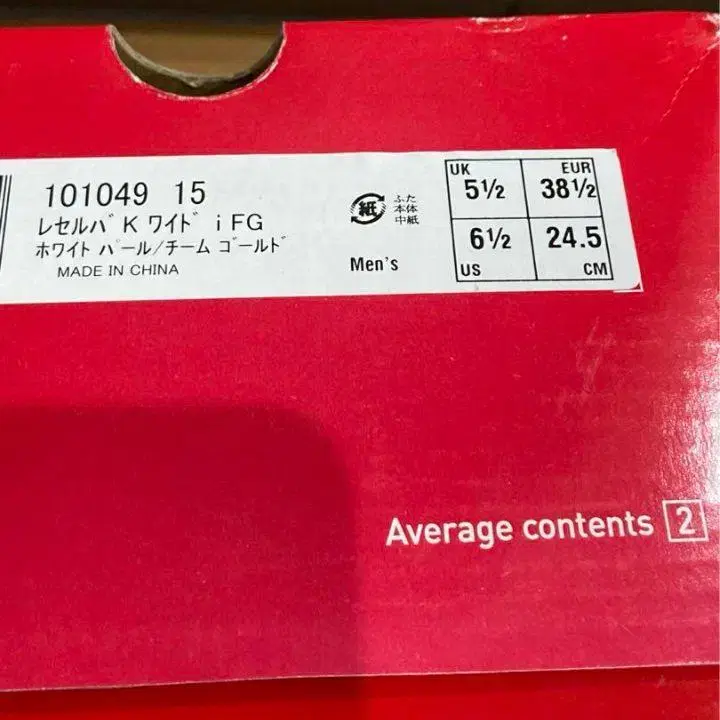 101049 15
レセルバ K ワイド i FG
ホワイト パール/チーム ゴールド
MADE IN CHINA
紙
ふた
本体
中紙
Men's
UK 5½
EUR 38½
6½ US
24.5 CM
Average contents 2